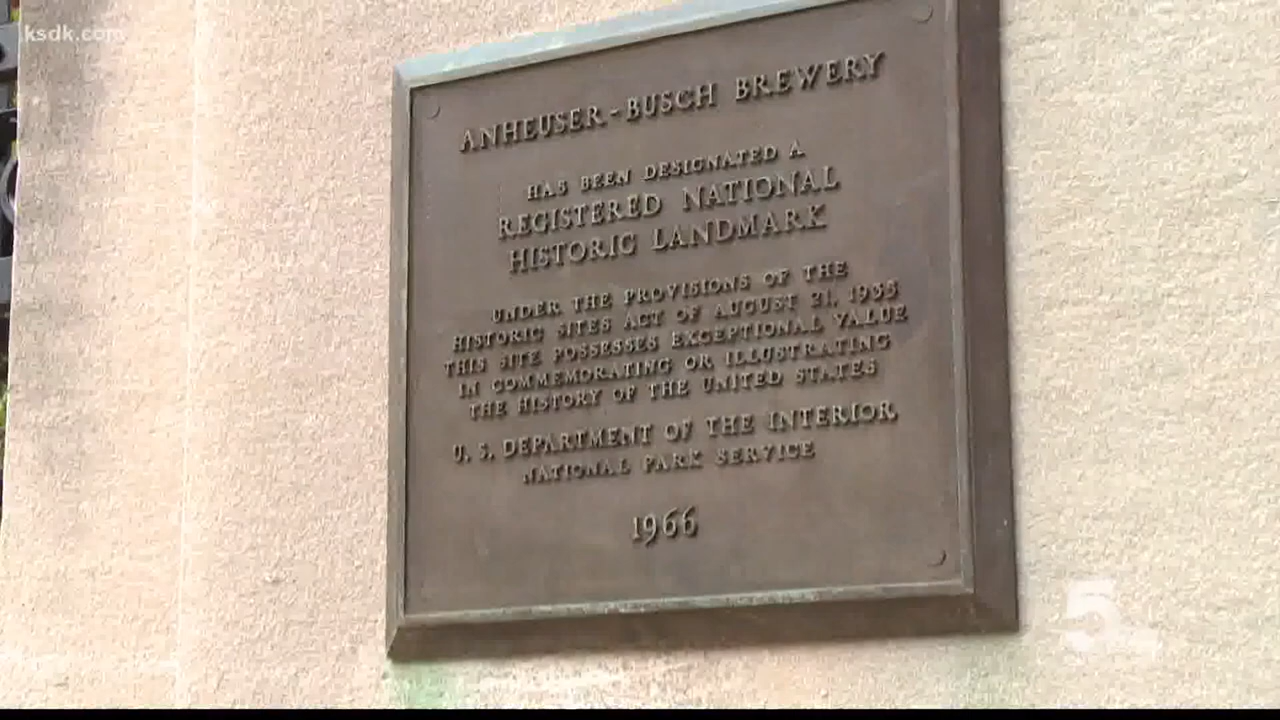 ksdk.com
ANHEUSER-BUSCH BREWERY
HAS BEEN DESIGNATED A
REGISTERED NATIONAL
HISTORIC LANDMARK
UNDER THE PROVISIONS OF THE
HISTORIC SITES ACT OF AUGUST 21, 1935
THIS SITE POSSESSES EXCEPTIONAL VALUE
IN COMMEMORATING OR ILLUSTRATING
THE HISTORY OF THE UNITED STATES
U. S. DEPARTMENT OF THE INTERIOR
NATIONAL PARK SERVICE
1966
5